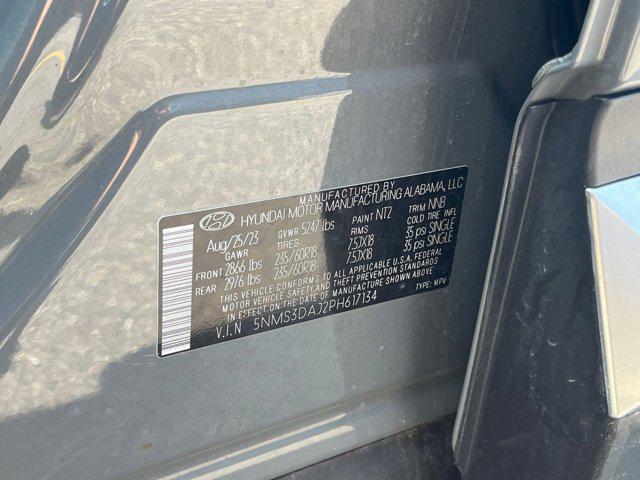 MANUFACTURED BY
HYUNDAI MOTOR MANUFACTURING ALABAMA, LLC
Aug/25/23 GVWR 5247 lbs PAINT NT2 TRIM NNB
GAWR TIRES RIMS COLD TIRE INFL
FRONT 2866 lbs 235/60R18 7.5JX18 35 psi SINGLE
REAR 2976 lbs 235/60R18 7.5JX18 35 psi SINGLE
THIS VEHICLE CONFORMS TO ALL APPLICABLE U.S.A. FEDERAL
MOTOR VEHICLE SAFETY AND THEFT PREVENTION STANDARDS
IN EFFECT ON THE DATE OF MANUFACTURE SHOWN ABOVE.
V.I.N 5NMS3DAJ2PH617134 TYPE: MPV